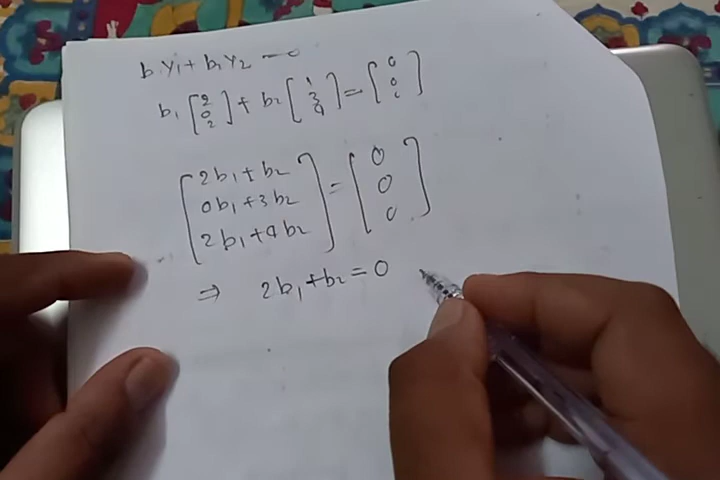 b₁y₁ + b₂y₂ = 0
b₁ [2 0 2] + b₂ [1 3 4] = [0 0 0]
[2b₁ + b₂
0b₁ + 3b₂
2b₁ + 4b₂] = [0 0 0]
⇒ 2b₁ + b₂ = 0